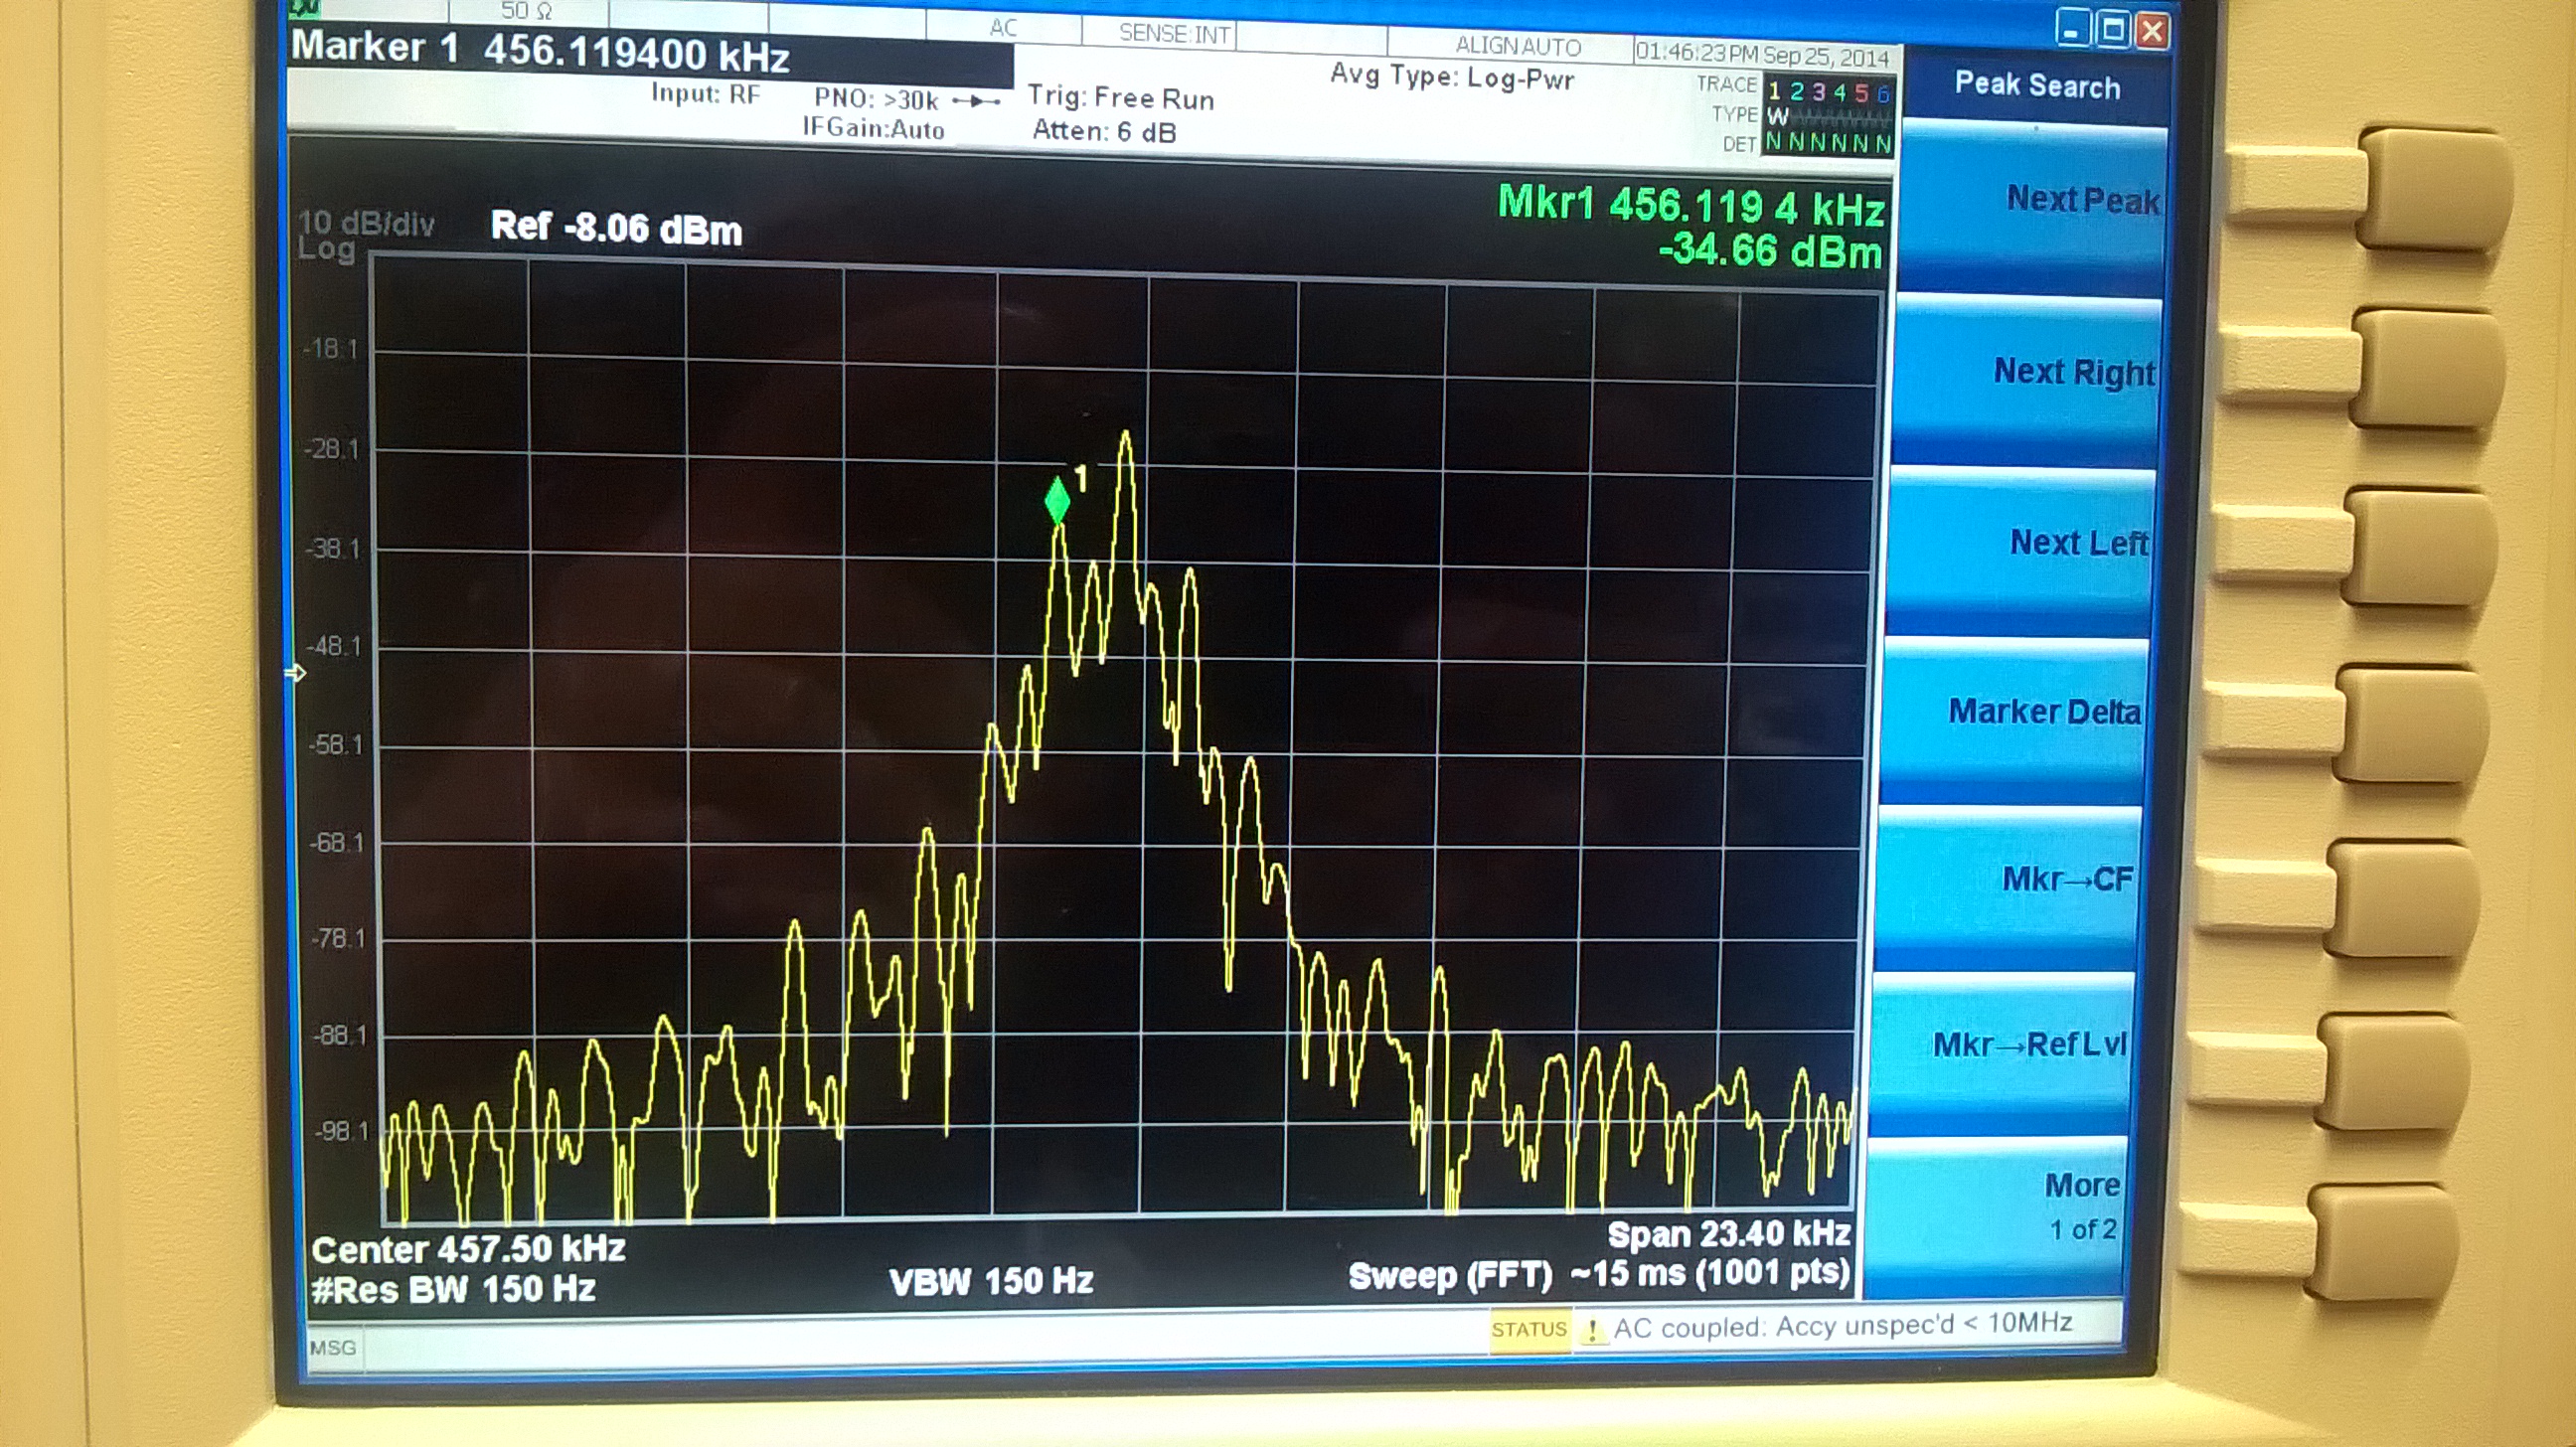 50 Ω AC SENSE:INT ALIGN AUTO 01:46:23 PM Sep 25, 2014
Marker 1 456.119400 kHz
Input: RF PNO: >30k Trig: Free Run Avg Type: Log-Pwr
IFGain:Auto Atten: 6 dB
TRACE 1 2 3 4 5 6
TYPE W
DET N N N N N N
Peak Search
Mkr1 456.119 4 kHz
-34.66 dBm
10 dB/div Ref -8.06 dBm
Log
1
-18.1
-28.1
-38.1
-48.1
-58.1
-68.1
-78.1
-88.1
-98.1
Center 457.50 kHz Span 23.40 kHz
#Res BW 150 Hz VBW 150 Hz Sweep (FFT) ~15 ms (1001 pts)
MSG STATUS ! AC coupled: Accy unspec'd < 10MHz
Next Peak
Next Right
Next Left
Marker Delta
Mkr→CF
Mkr→Ref Lvl
More
1 of 2